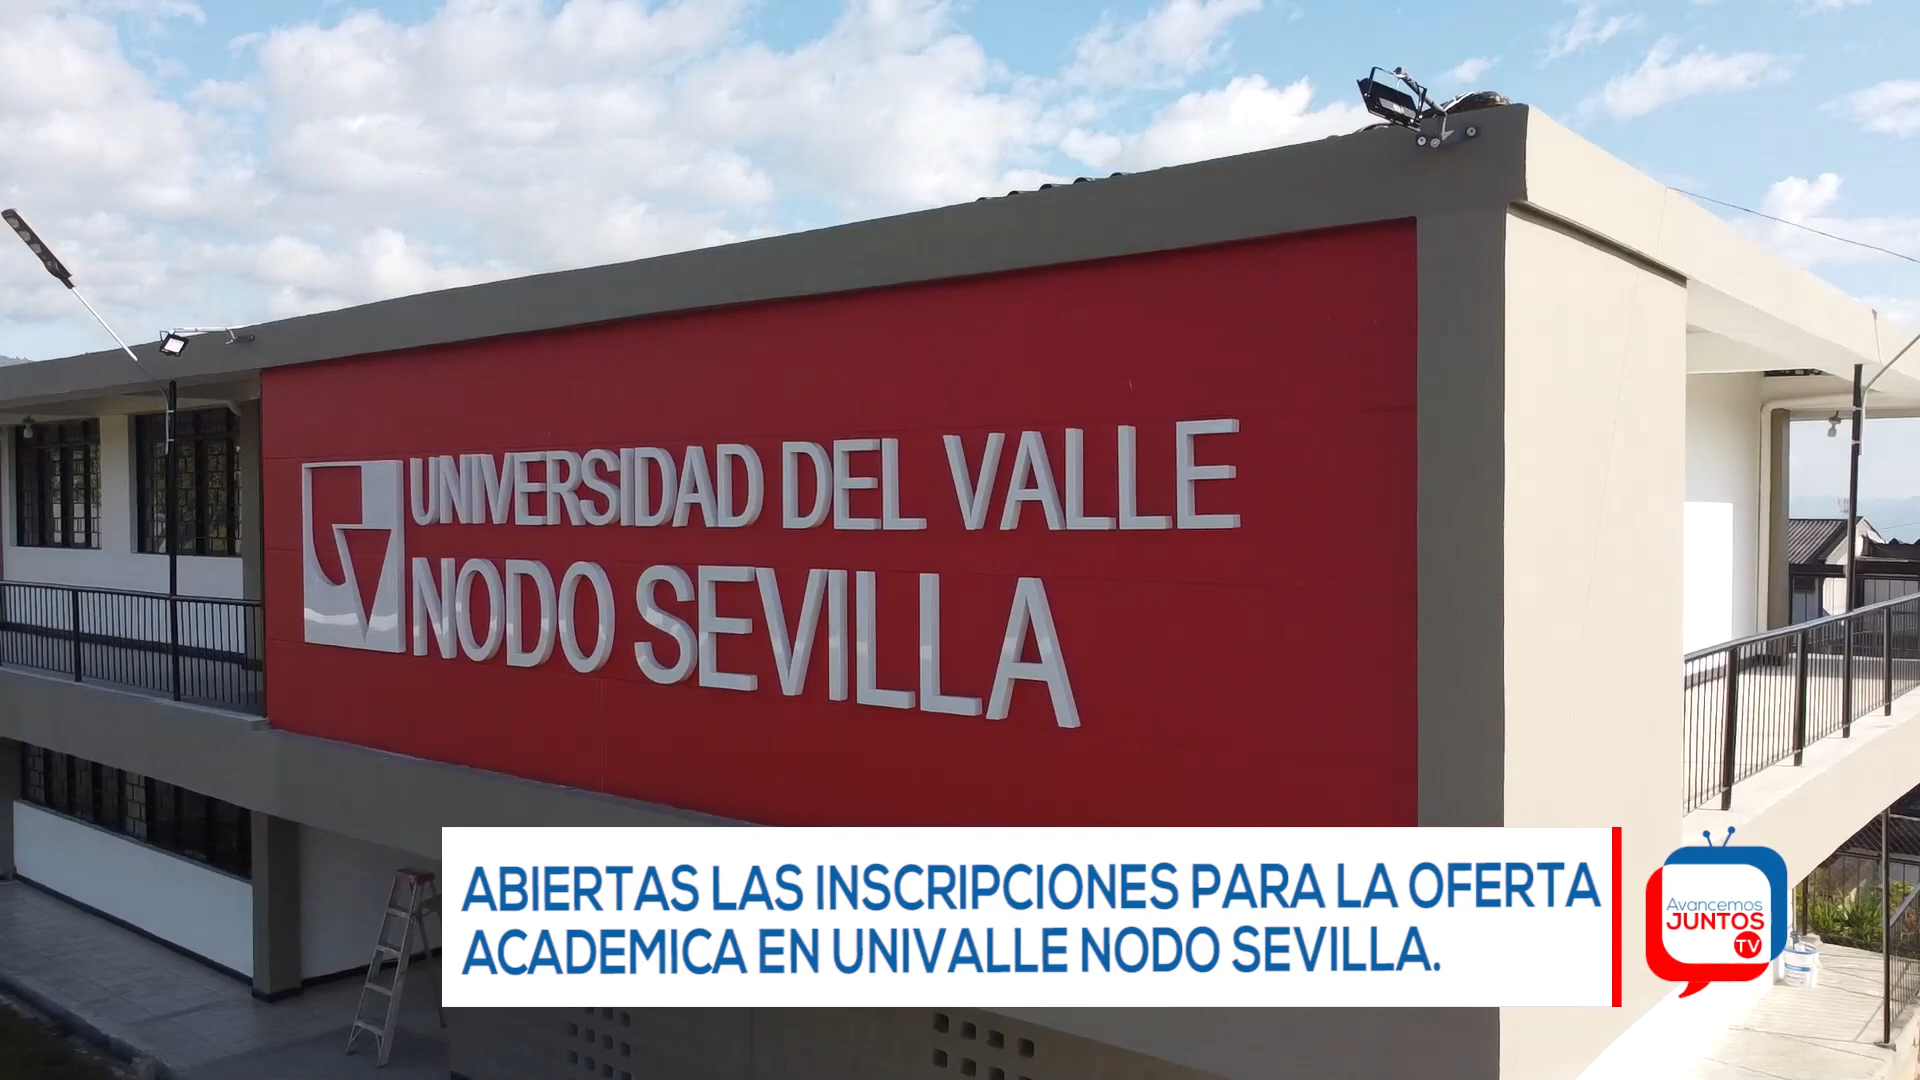 UNIVERSIDAD DEL VALLE
NODO SEVILLA
ABIERTAS LAS INSCRIPCIONES PARA LA OFERTA
ACADEMICA EN UNIVALLE NODO SEVILLA.
Avancemos
JUNTOS
TV